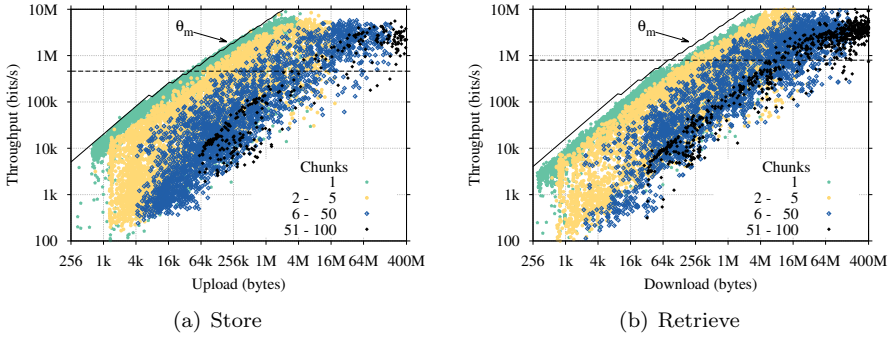 10M
1M
100k
10k
1k
100
Throughput (bits/s)
θm
Chunks
1
2 - 5
6 - 50
51 - 100
256 1k 4k 16k 64k 256k 1M 4M 16M 64M 400M
Upload (bytes)
(a) Store
10M
1M
100k
10k
1k
100
Throughput (bits/s)
θm
Chunks
1
2 - 5
6 - 50
51 - 100
256 1k 4k 16k 64k 256k 1M 4M 16M 64M 400M
Download (bytes)
(b) Retrieve